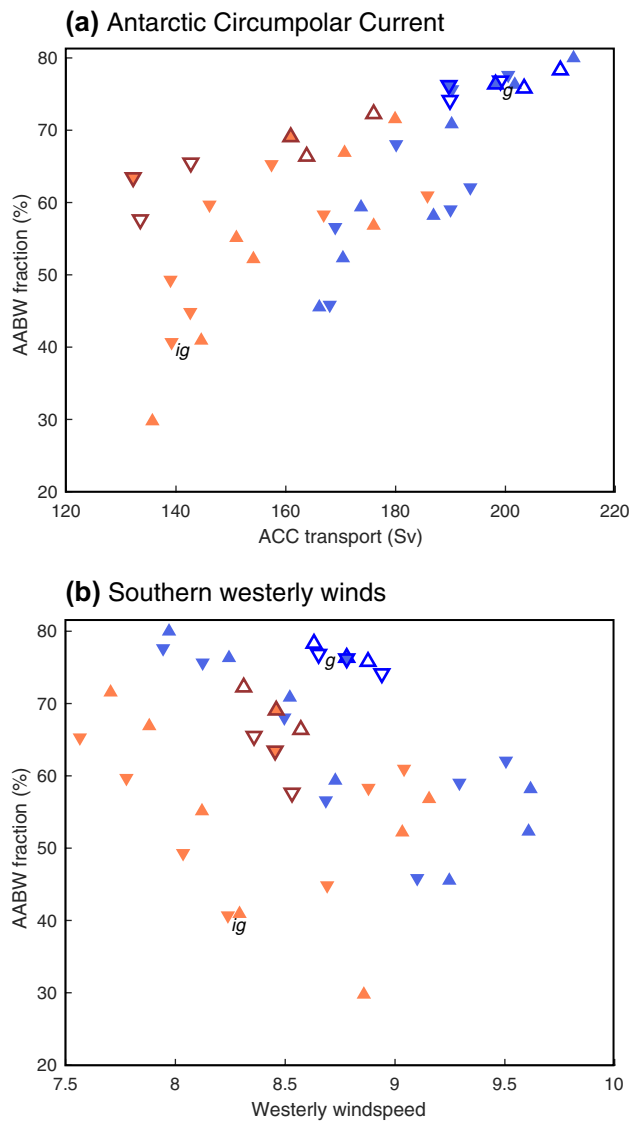 (a) Antarctic Circumpolar Current
80
70
60
50
40
30
20
AABW fraction (%)
g
ig
120 140 160 180 200 220
ACC transport (Sv)
(b) Southern westerly winds
80
70
60
50
40
30
20
AABW fraction (%)
g
ig
7.5 8 8.5 9 9.5 10
Westerly windspeed